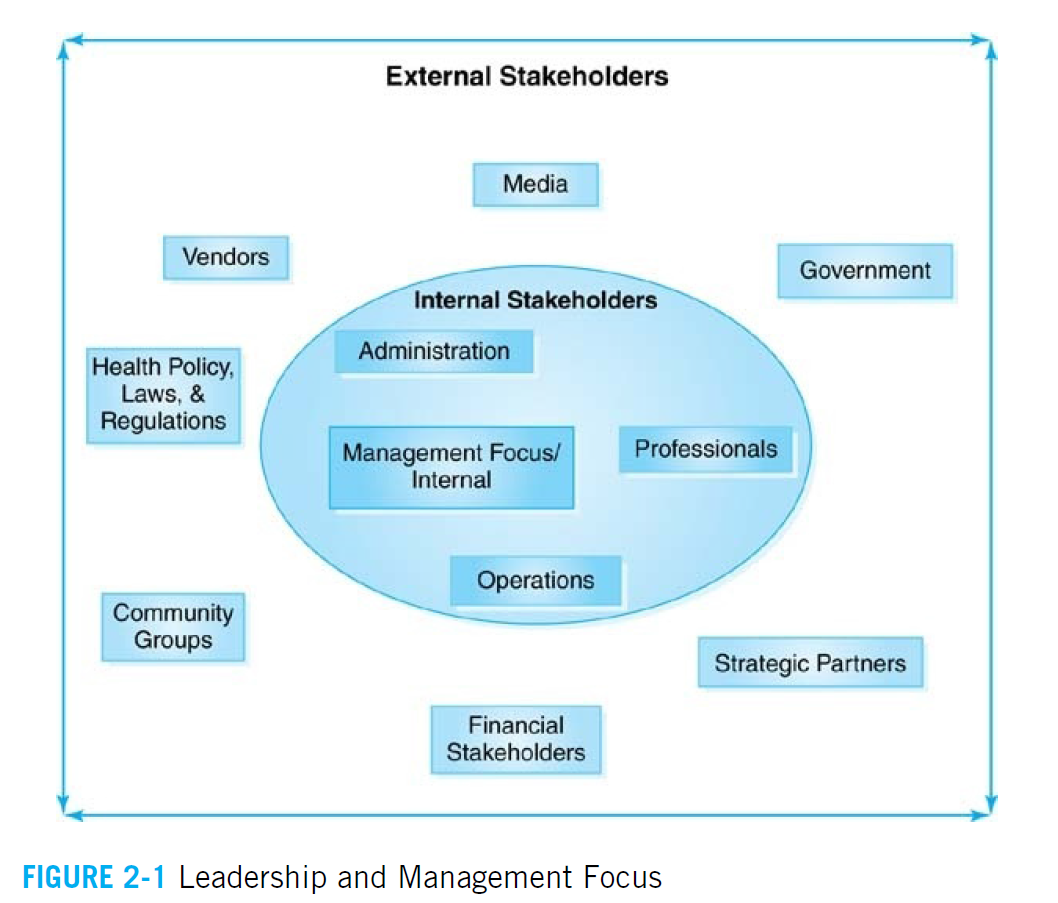 External Stakeholders
Media
Vendors
Government
Internal Stakeholders
Administration
Health Policy,
Laws, &
Regulations
Management Focus/
Internal
Professionals
Operations
Community
Groups
Strategic Partners
Financial
Stakeholders
FIGURE 2-1 Leadership and Management Focus